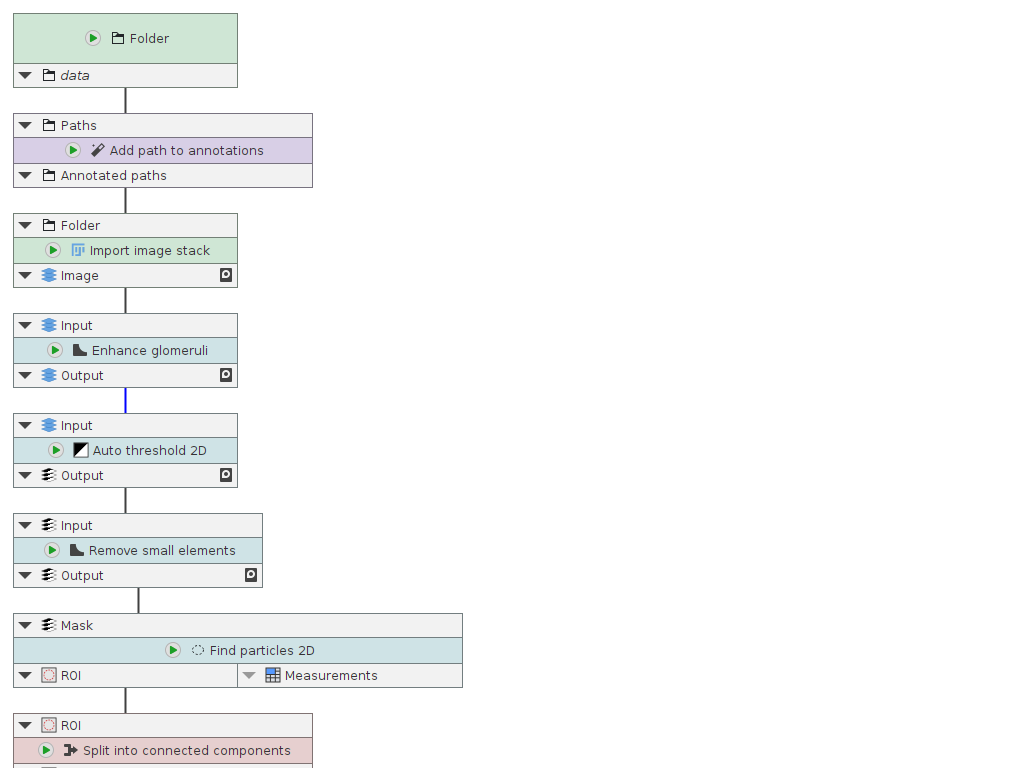 Folder
data
Paths
Add path to annotations
Annotated paths
Folder
Import image stack
Image
Input
Enhance glomeruli
Output
Input
Auto threshold 2D
Output
Input
Remove small elements
Output
Mask
Find particles 2D
ROI Measurements
ROI
Split into connected components